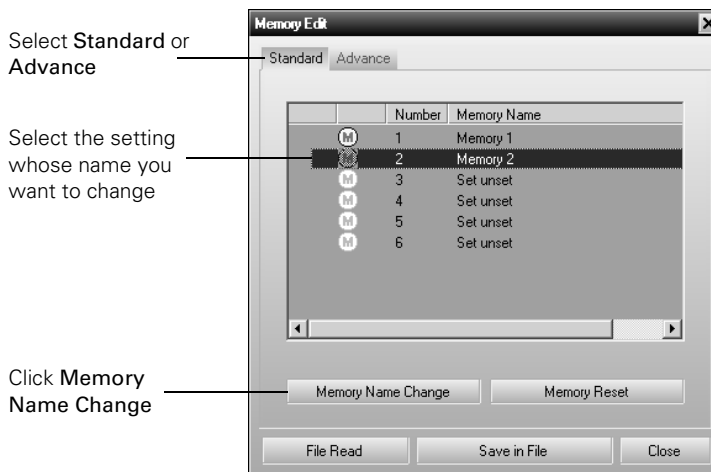 Select Standard or
Advance
Select the setting
whose name you
want to change
Click Memory
Name Change
Memory Edit
Standard Advance
Number Memory Name
M 1 Memory 1
M 2 Memory 2
M 3 Set unset
M 4 Set unset
M 5 Set unset
M 6 Set unset
Memory Name Change Memory Reset
File Read Save in File Close